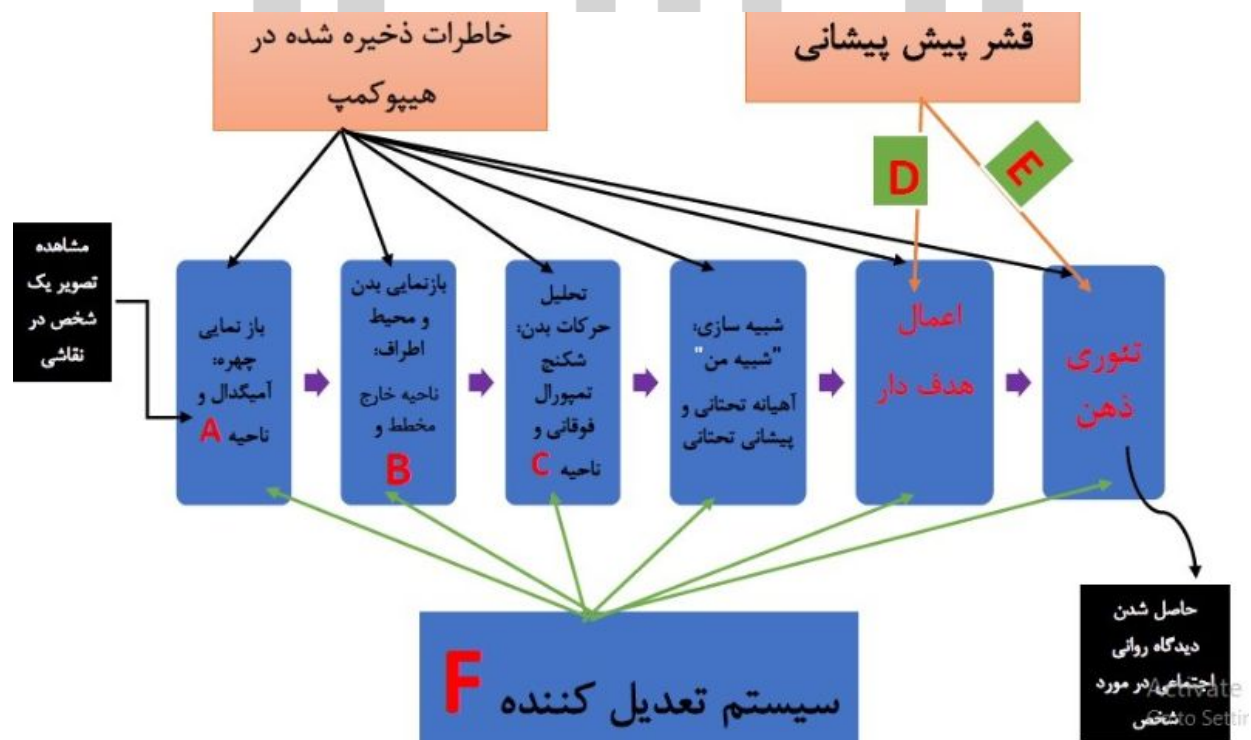 خاطرات ذخیره شده در
هیپوکمپ
قشر پیش پیشانی
D
E
مشاهده
تصویر یک
شخص در
نقاشی
باز نمایی
چهره:
آمیگدال و
ناحیه A
بازنمایی بدن
و محیط
اطراف:
ناحیه خارج
مخطط و
B
تحلیل
حرکات بدن:
شکنج
تمپورال
فوقانی و
ناحیه C
شبیه سازی:
"شبیه من"
آهیانه تحتانی و
پیشانی تحتانی
اعمال
هدف دار
تئوری
ذهن
سیستم تعدیل کننده F
حاصل شدن
دیدگاه روانی
اجتماعی در مورد
شخص
Activate
to Settin